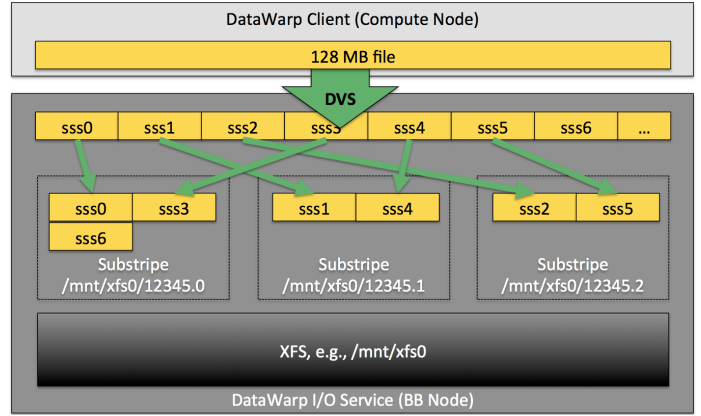 DataWarp Client (Compute Node)
128 MB file
DVS
sss0 sss1 sss2 sss3 sss4 sss5 sss6 ...
sss0 sss3 sss1 sss4 sss2 sss5
sss6
Substripe Substripe Substripe
/mnt/xfs0/12345.0 /mnt/xfs0/12345.1 /mnt/xfs0/12345.2
XFS, e.g., /mnt/xfs0
DataWarp I/O Service (BB Node)